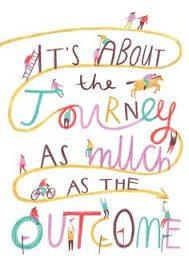 IT'S ABOUT
the
JOURNEY
AS much
AS THE
OUTCOME